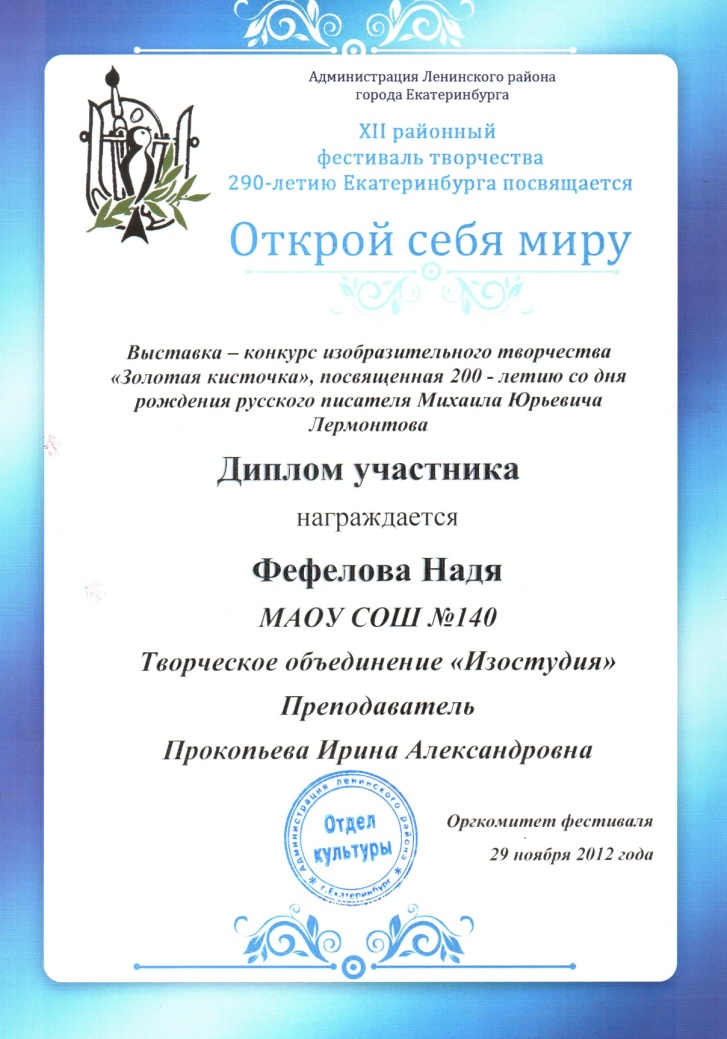 Администрация Ленинского района
города Екатеринбурга
XII районный
фестиваль творчества
290-летию Екатеринбурга посвящается
Открой себя миру
Выставка – конкурс изобразительного творчества
«Золотая кисточка», посвященная 200 - летию со дня
рождения русского писателя Михаила Юрьевича
Лермонтова
Диплом участника
награждается
Фефелова Надя
МАОУ СОШ №140
Творческое объединение «Изостудия»
Преподаватель
Прокопьева Ирина Александровна
Администрация Ленинского района
Отдел
культуры
* г.Екатеринбург *
Оргкомитет фестиваля
29 ноября 2012 года